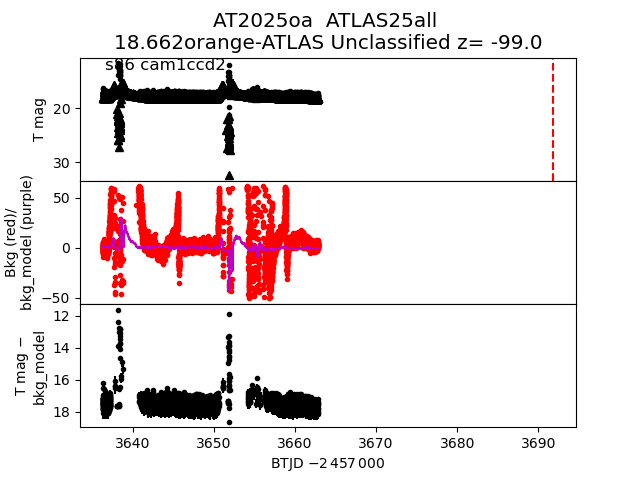 AT2025oa ATLAS25all
18.662orange-ATLAS Unclassified z= -99.0
cam1ccd2
T mag
20
30
Bkg (red)/
bkg_model (purple)
50
0
−50
T mag −
bkg_model
12
14
16
18
3640 3650 3660 3670 3680 3690
BTJD −2 457 000